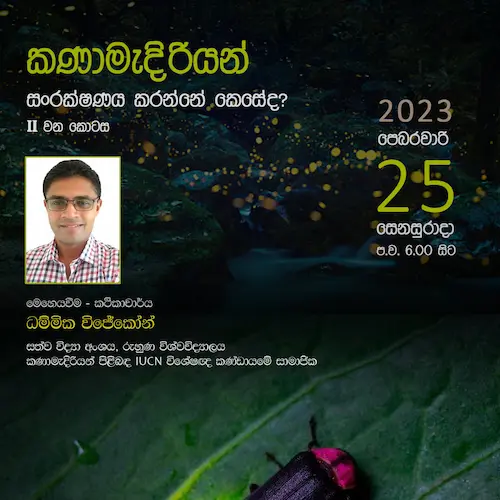 කණාමැදිරියන්
සංරක්ෂණය කරන්නේ කෙසේද?
II වන කොටස
2023
පෙබරවාරි
25
සෙනසුරාදා
ප.ව. 6.00 සිට
මෙහෙයවීම - කථිකාචාර්ය
ධම්මික විජේකෝන්
සත්ව විද්‍යා අංශය, රුහුණ විශ්වවිද්‍යාලය
කණාමැදිරියන් පිළිබඳ IUCN විශේෂඥ කණ්ඩායමේ සාමාජික